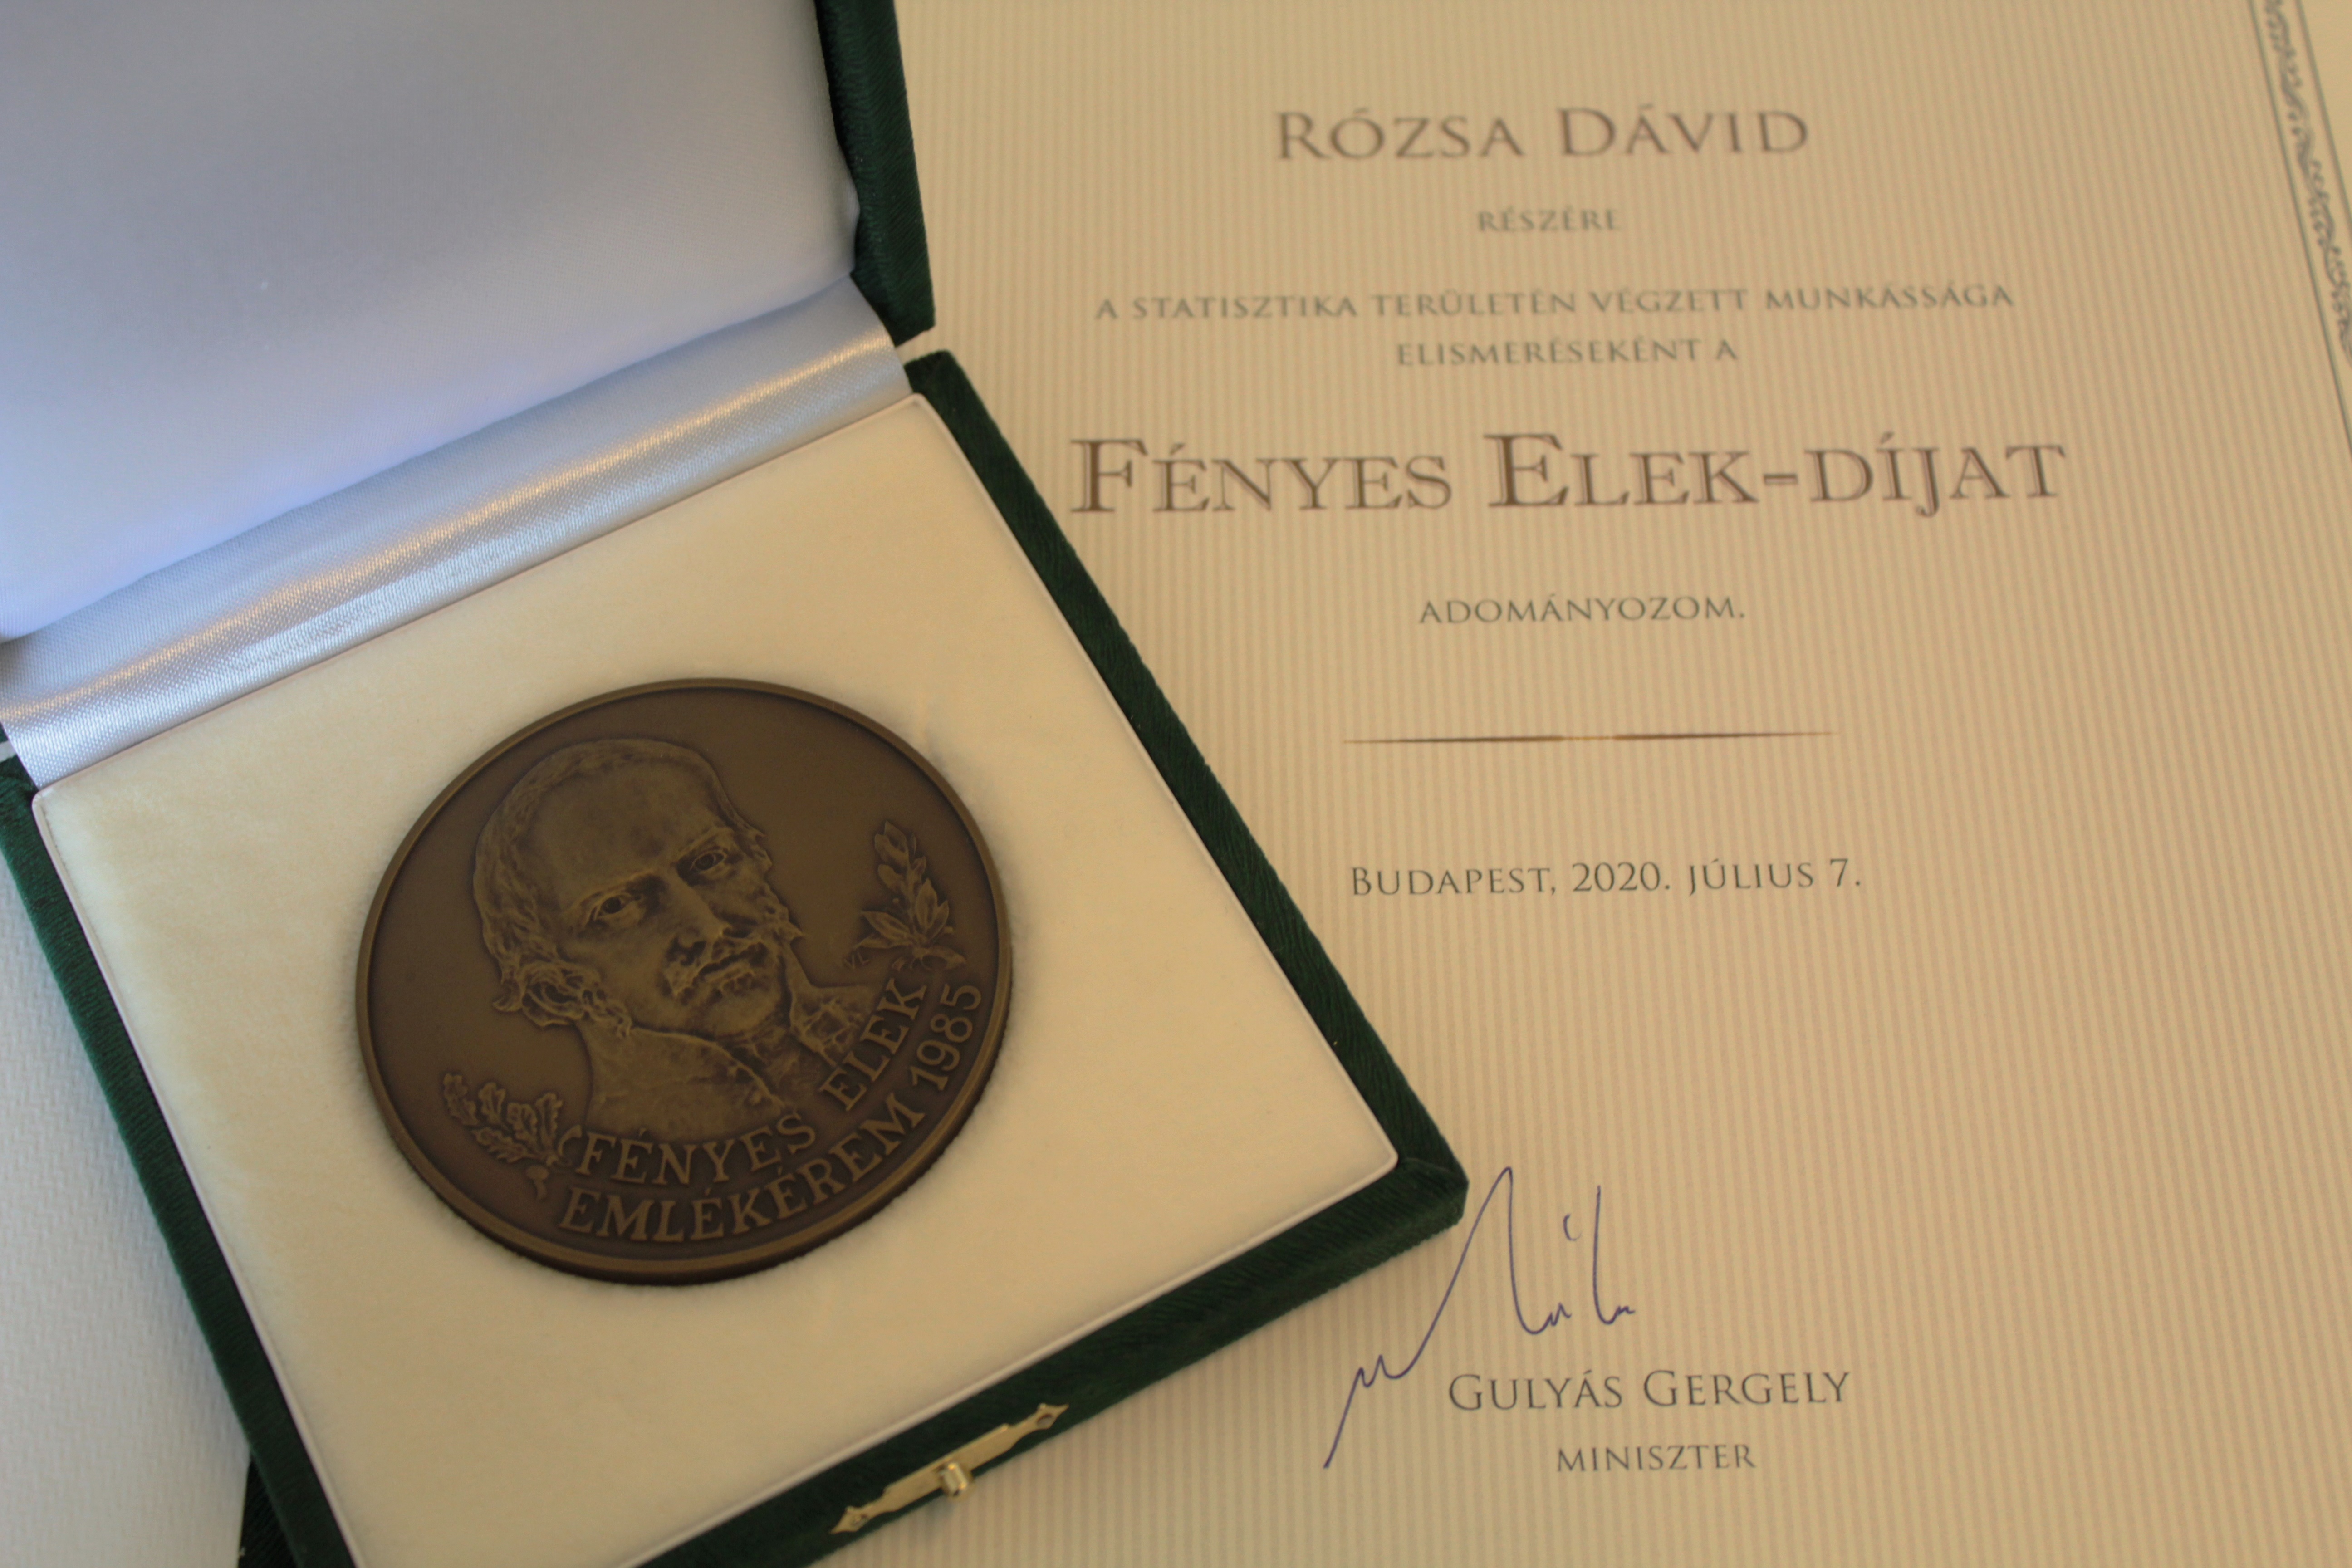 RÓZSA DÁVID
RÉSZÉRE
A STATISZTIKA TERÜLETÉN VÉGZETT MUNKÁSSÁGA
ELISMERÉSEKÉNT A
FÉNYES ELEK-DÍJAT
ADOMÁNYOZOM.
BUDAPEST, 2020. JÚLIUS 7.
GULYÁS GERGELY
MINISZTER
FÉNYES ELEK
EMLÉKÉREM 1985